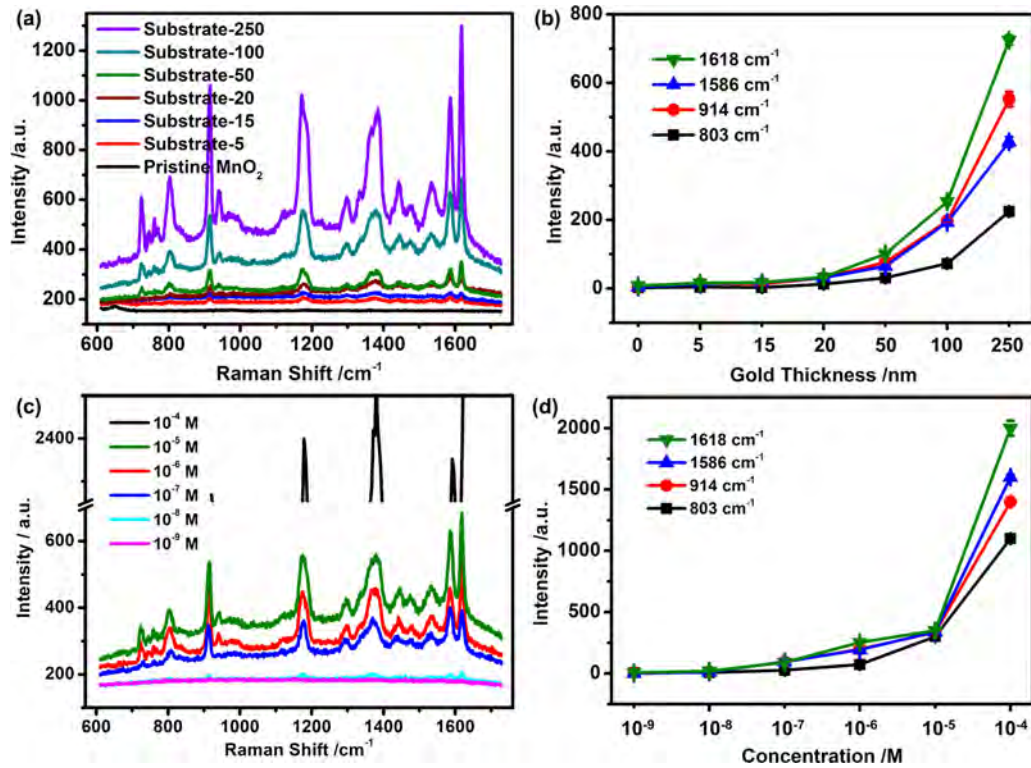 (a)
Substrate-250
Substrate-100
Substrate-50
Substrate-20
Substrate-15
Substrate-5
Pristine MnO₂
Intensity /a.u.
1200
1000
800
600
400
200
600 800 1000 1200 1400 1600
Raman Shift /cm⁻¹
(b)
1618 cm⁻¹
1586 cm⁻¹
914 cm⁻¹
803 cm⁻¹
Intensity /a.u.
800
600
400
200
0
0 5 15 20 50 100 250
Gold Thickness /nm
(c)
10⁻⁴ M
10⁻⁵ M
10⁻⁶ M
10⁻⁷ M
10⁻⁸ M
10⁻⁹ M
Intensity / a.u.
2400
600
400
200
600 800 1000 1200 1400 1600
Raman Shift /cm⁻¹
(d)
1618 cm⁻¹
1586 cm⁻¹
914 cm⁻¹
803 cm⁻¹
Intensity /a.u.
2000
1500
1000
500
0
10⁻⁹ 10⁻⁸ 10⁻⁷ 10⁻⁶ 10⁻⁵ 10⁻⁴
Concentration /M